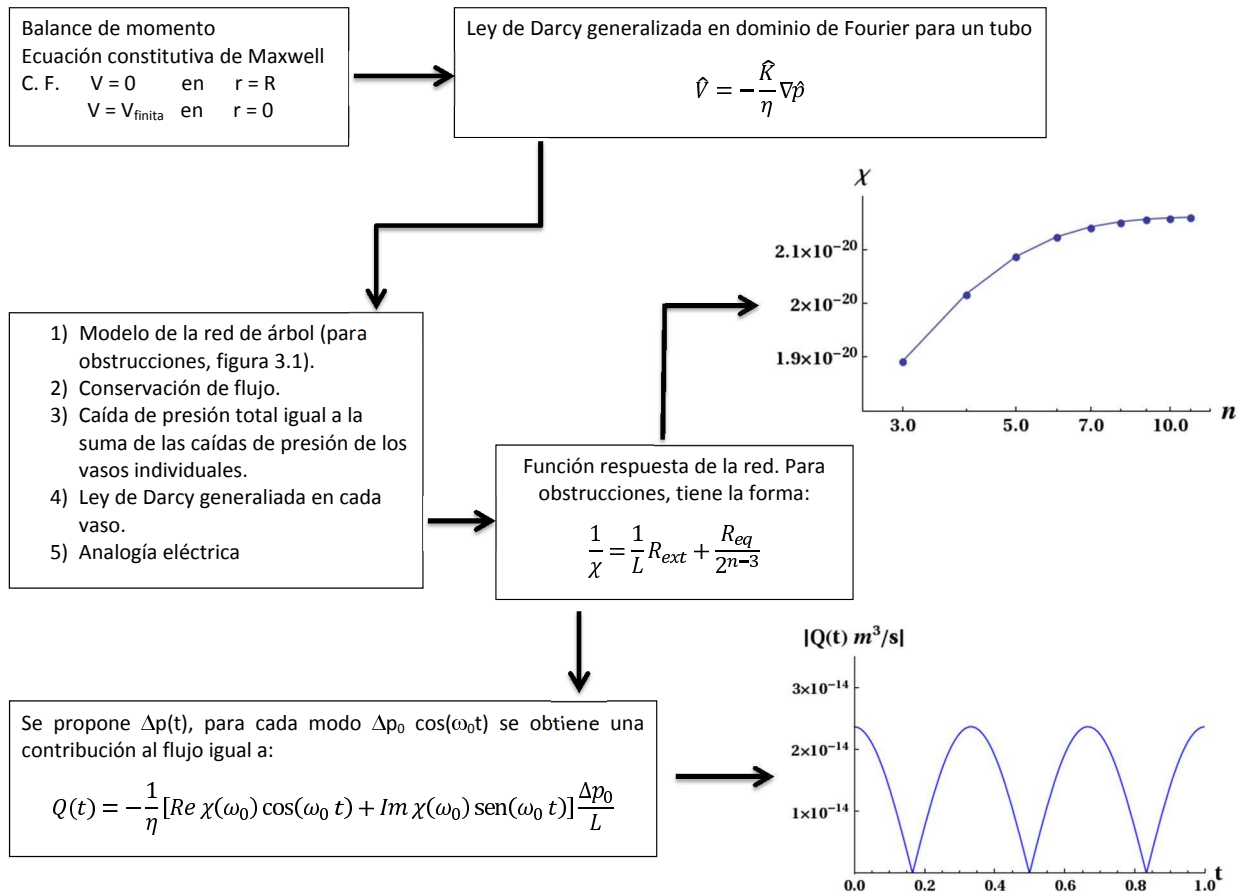 Balance de momento
Ecuación constitutiva de Maxwell
C. F. V = 0 en r = R
V = V_finita en r = 0
Ley de Darcy generalizada en dominio de Fourier para un tubo
V̂ = − K̂/η ∇p̂
1) Modelo de la red de árbol (para
obstrucciones, figura 3.1).
2) Conservación de flujo.
3) Caída de presión total igual a la
suma de las caídas de presión de los
vasos individuales.
4) Ley de Darcy generaliada en cada
vaso.
5) Analogía eléctrica
χ
2.1×10⁻²⁰
2×10⁻²⁰
1.9×10⁻²⁰
3.0 5.0 7.0 10.0 n
Función respuesta de la red. Para
obstrucciones, tiene la forma:
1/χ = 1/L R_ext + R_eq/2^(n−3)
Se propone Δp(t), para cada modo Δp₀ cos(ω₀t) se obtiene una
contribución al flujo igual a:
Q(t) = − 1/η [Re χ(ω₀) cos(ω₀ t) + Im χ(ω₀) sen(ω₀ t)] Δp₀/L
|Q(t) m³/s|
3×10⁻¹⁴
2×10⁻¹⁴
1×10⁻¹⁴
0.0 0.2 0.4 0.6 0.8 1.0 t